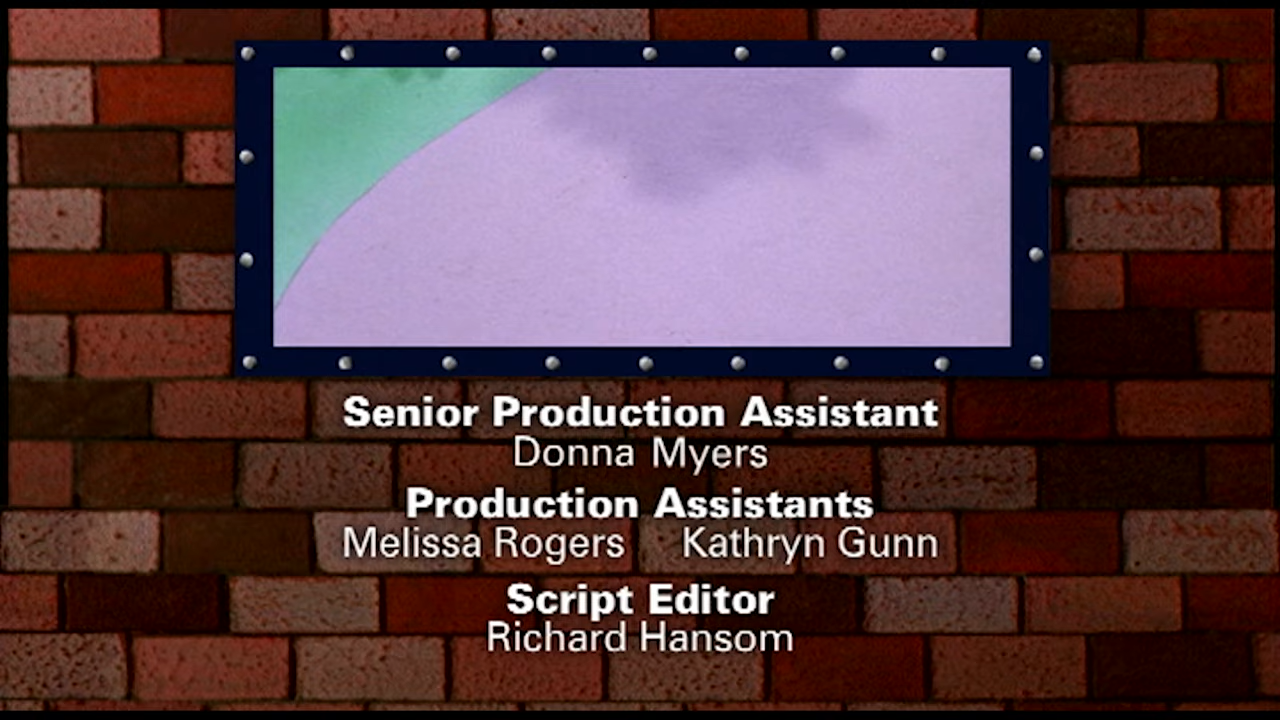 Senior Production Assistant
Donna Myers
Production Assistants
Melissa Rogers Kathryn Gunn
Script Editor
Richard Hansom